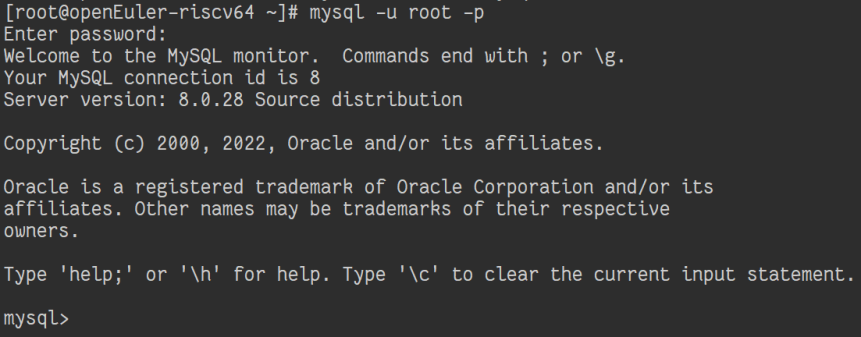 [root@openEuler-riscv64 ~]# mysql -u root -p
Enter password:
Welcome to the MySQL monitor.  Commands end with ; or \g.
Your MySQL connection id is 8
Server version: 8.0.28 Source distribution

Copyright (c) 2000, 2022, Oracle and/or its affiliates.

Oracle is a registered trademark of Oracle Corporation and/or its
affiliates. Other names may be trademarks of their respective
owners.

Type 'help;' or '\h' for help. Type '\c' to clear the current input statement.

mysql>